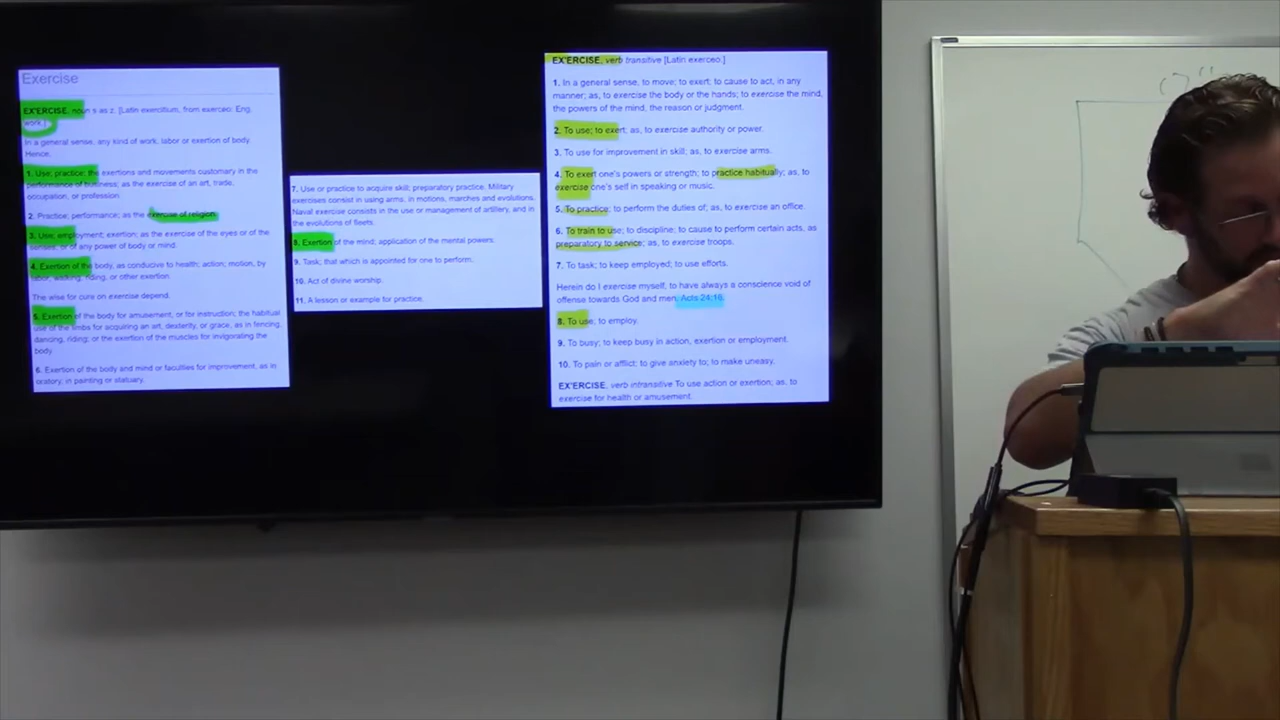 Exercise
EX'ERCISE, noun s as z. [Latin exercitium, from exerceo: Eng.
work.]
In a general sense, any kind of work, labor or exertion of body.
Hence,
1. Use; practice; the exertions and movements customary in the
performance of business; as the exercise of an art, trade,
occupation, or profession.
2. Practice; performance; as the exercise of religion.
3. Use; employment; exertion; as the exercise of the eyes or of the
senses, or of any power of body or mind.
4. Exertion of the body, as conducive to health; action; motion, by
labor, walking, riding, or other exertion.
The wise for cure on exercise depend.
5. Exertion of the body for amusement, or for instruction; the habitual
use of the limbs for acquiring an art, dexterity, or grace, as in fencing,
dancing, riding; or the exertion of the muscles for invigorating the
body.
6. Exertion of the body and mind or faculties for improvement, as in
oratory, in painting or statuary.
7. Use or practice to acquire skill; preparatory practice. Military
exercises consist in using arms, in motions, marches and evolutions.
Naval exercise consists in the use or management of artillery, and in
the evolutions of fleets.
8. Exertion of the mind; application of the mental powers.
9. Task; that which is appointed for one to perform.
10. Act of divine worship.
11. A lesson or example for practice.
EX'ERCISE, verb transitive [Latin exerceo.]
1. In a general sense, to move; to exert; to cause to act, in any
manner; as, to exercise the body or the hands; to exercise the mind,
the powers of the mind, the reason or judgment.
2. To use; to exert; as, to exercise authority or power.
3. To use for improvement in skill; as, to exercise arms.
4. To exert one's powers or strength; to practice habitually; as, to
exercise one's self in speaking or music.
5. To practice; to perform the duties of; as, to exercise an office.
6. To train to use; to discipline; to cause to perform certain acts, as
preparatory to service; as, to exercise troops.
7. To task; to keep employed; to use efforts.
Herein do I exercise myself, to have always a conscience void of
offense towards God and men. Acts 24:16.
8. To use; to employ.
9. To busy; to keep busy in action, exertion or employment.
10. To pain or afflict; to give anxiety to; to make uneasy.
EX'ERCISE, verb intransitive To use action or exertion; as, to
exercise for health or amusement.